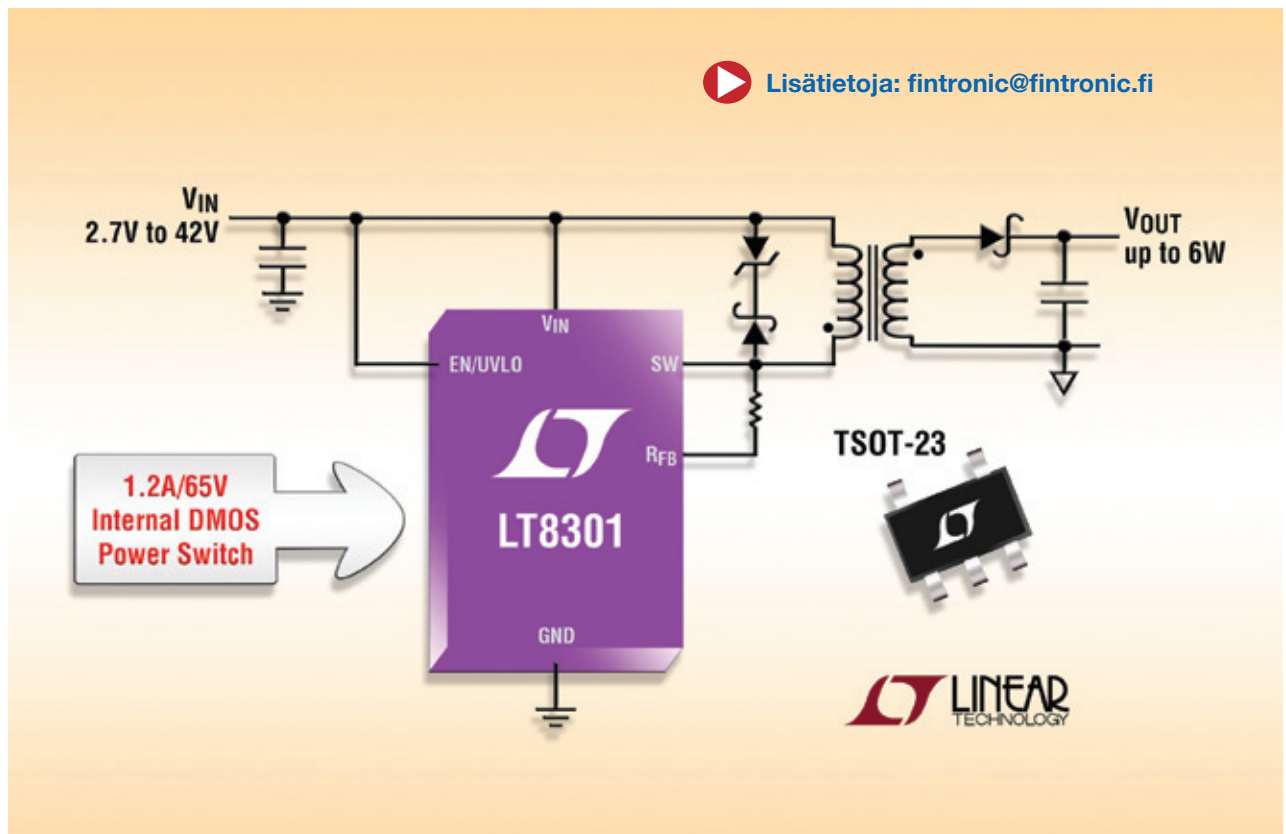 Lisätietoja: fintronic@fintronic.fi
VIN
2.7V to 42V
VOUT
up to 6W
VIN
EN/UVLO
SW
RFB
LT8301
GND
1.2A/65V
Internal DMOS
Power Switch
TSOT-23
LINEAR
TECHNOLOGY